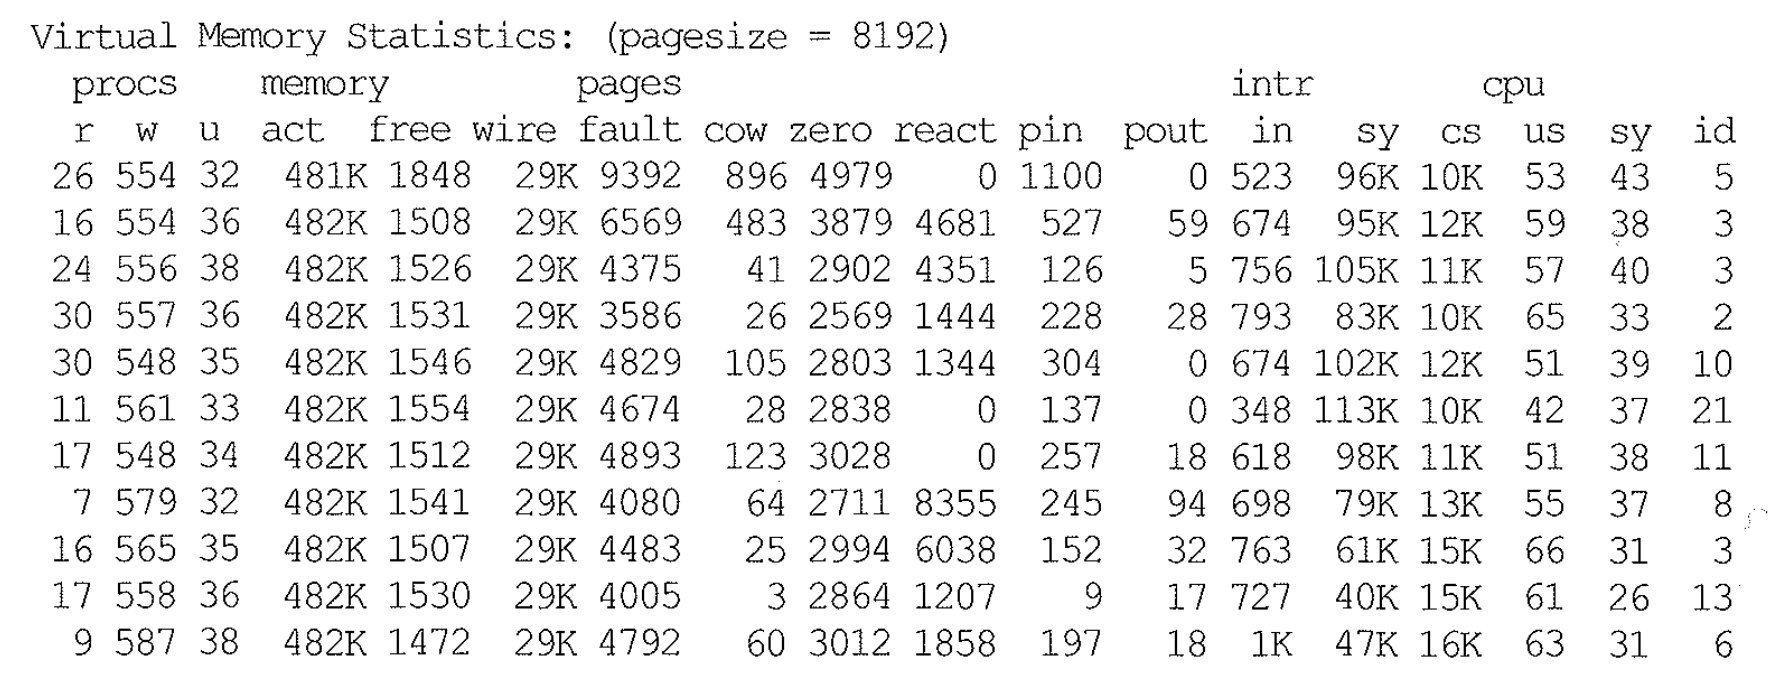 Virtual Memory Statistics: (pagesize = 8192)
procs memory pages intr cpu
r w u act free wire fault cow zero react pin pout in sy cs us sy id
26 554 32 481K 1848 29K 9392 896 4979 0 1100 0 523 96K 10K 53 43 5
16 554 36 482K 1508 29K 6569 483 3879 4681 527 59 674 95K 12K 59 38 3
24 556 38 482K 1526 29K 4375 41 2902 4351 126 5 756 105K 11K 57 40 3
30 557 36 482K 1531 29K 3586 26 2569 1444 228 28 793 83K 10K 65 33 2
30 548 35 482K 1546 29K 4829 105 2803 1344 304 0 674 102K 12K 51 39 10
11 561 33 482K 1554 29K 4674 28 2838 0 137 0 348 113K 10K 42 37 21
17 548 34 482K 1512 29K 4893 123 3028 0 257 18 618 98K 11K 51 38 11
7 579 32 482K 1541 29K 4080 64 2711 8355 245 94 698 79K 13K 55 37 8
16 565 35 482K 1507 29K 4483 25 2994 6038 152 32 763 61K 15K 66 31 3
17 558 36 482K 1530 29K 4005 3 2864 1207 9 17 727 40K 15K 61 26 13
9 587 38 482K 1472 29K 4792 60 3012 1858 197 18 1K 47K 16K 63 31 6